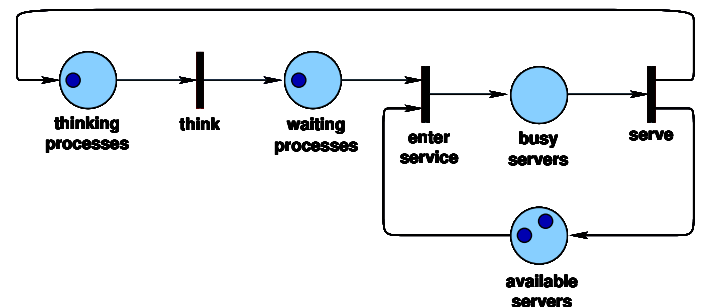 thinking
processes
think
waiting
processes
enter
service
busy
servers
serve
available
servers